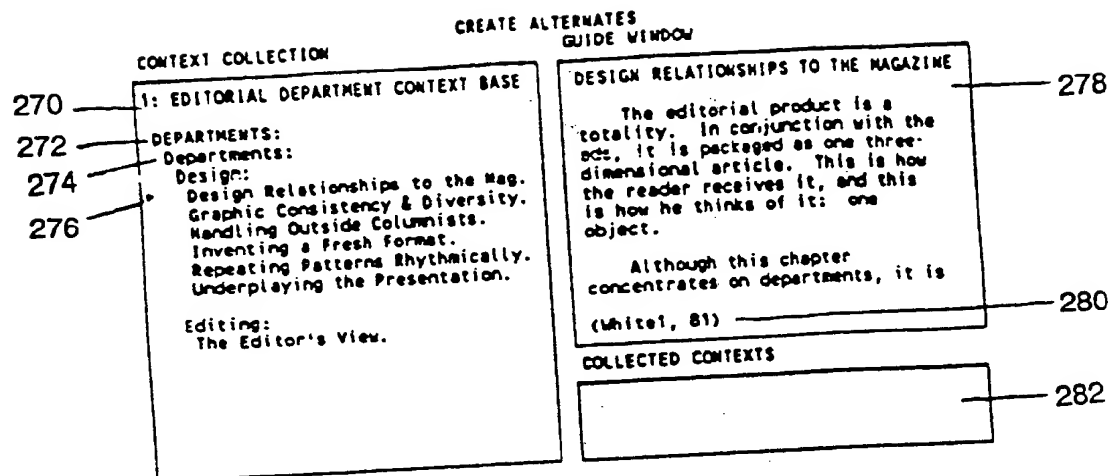 CREATE ALTERNATES
CONTEXT COLLECTION
270
1: EDITORIAL DEPARTMENT CONTEXT BASE
272
DEPARTMENTS:
274
Departments:
Design:
276
Design Relationships to the Mag.
Graphic Consistency & Diversity.
Handling Outside Columnists.
Inventing a Fresh Format.
Repeating Patterns Rhythmically.
Underplaying the Presentation.
Editing:
The Editor's View.
GUIDE WINDOW
DESIGN RELATIONSHIPS TO THE MAGAZINE
278
The editorial product is a
totality. In conjunction with the
ads, it is packaged as one three-
dimensional article. This is how
the reader receives it, and this
is how he thinks of it: one
object.
Although this chapter
concentrates on departments, it is
(White1, 81)
280
COLLECTED CONTEXTS
282